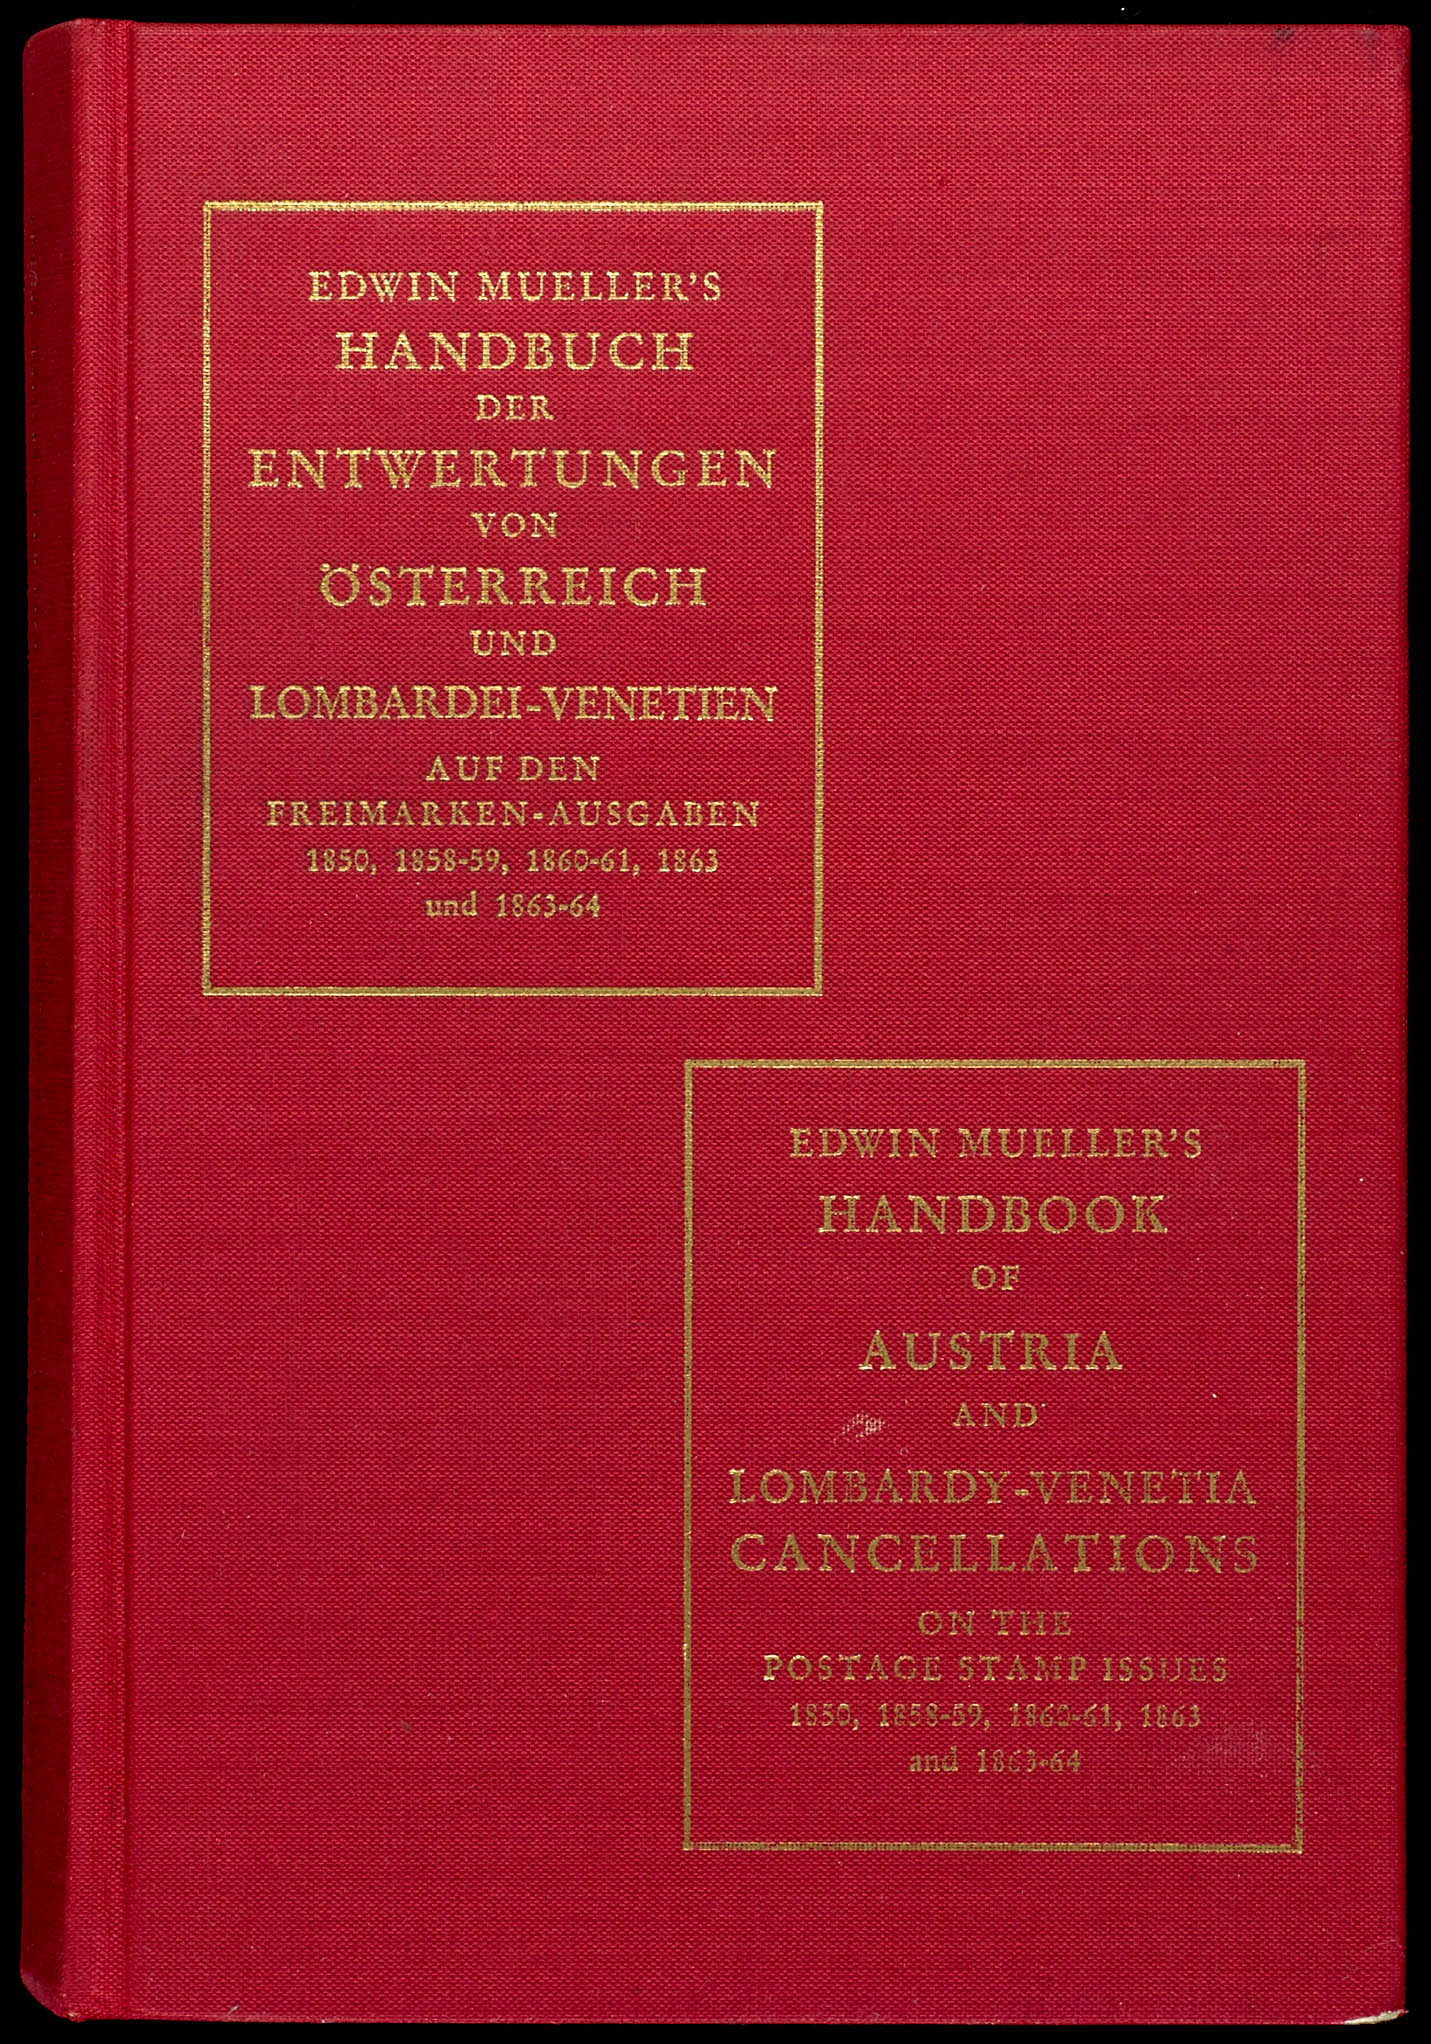 EDWIN MUELLER'S
HANDBUCH
DER
ENTWERTUNGEN
VON
ÖSTERREICH
UND
LOMBARDEI-VENETIEN
AUF DEN
FREIMARKEN-AUSGABEN
1850, 1858-59, 1860-61, 1863
und 1863-64
EDWIN MUELLER'S
HANDBOOK
OF
AUSTRIA
AND
LOMBARDY-VENETIA
CANCELLATIONS
ON THE
POSTAGE STAMP ISSUES
1850, 1858-59, 1860-61, 1863
and 1863-64